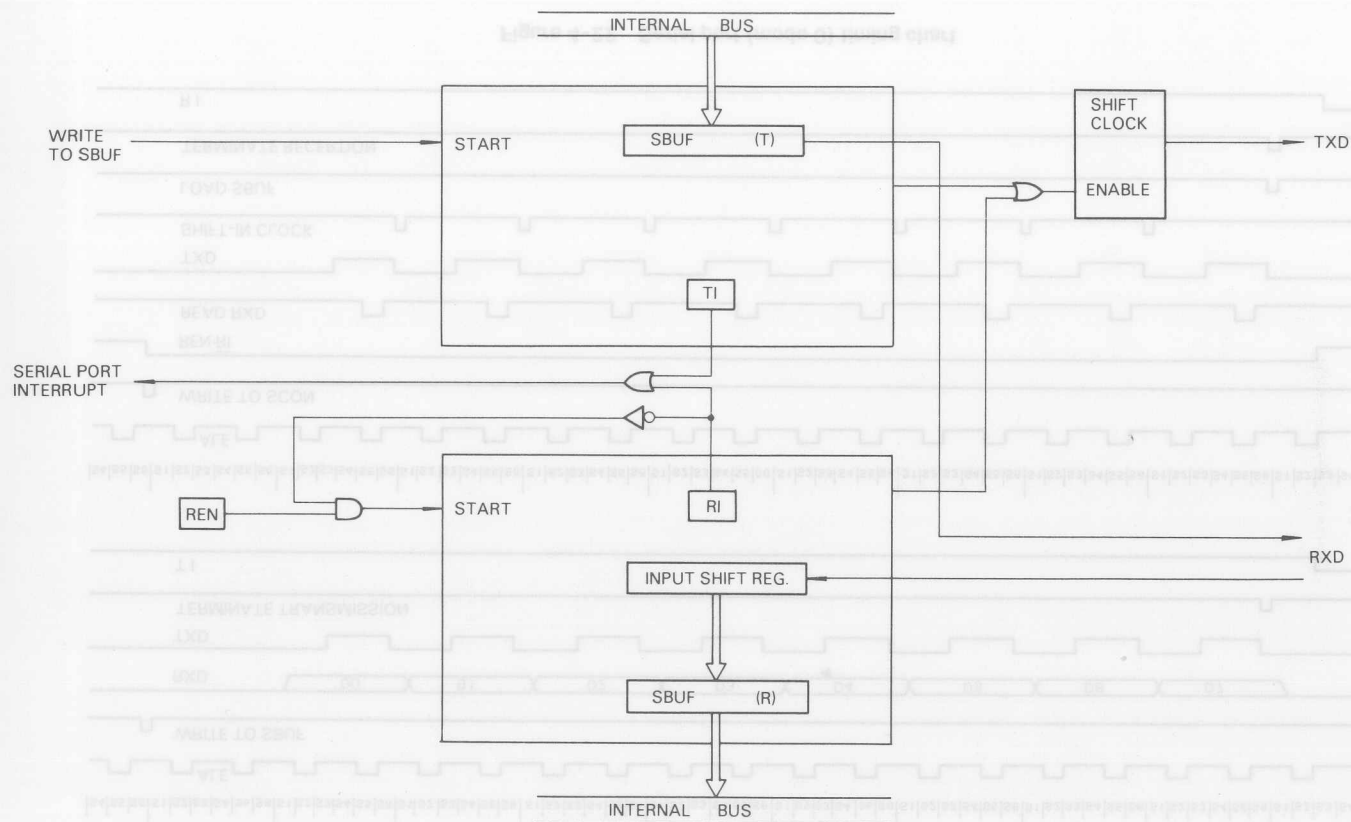 INTERNAL BUS
WRITE
TO SBUF
START
SBUF (T)
SHIFT
CLOCK
TXD
ENABLE
TI
SERIAL PORT
INTERRUPT
REN
START
RI
RXD
INPUT SHIFT REG.
SBUF (R)
INTERNAL BUS